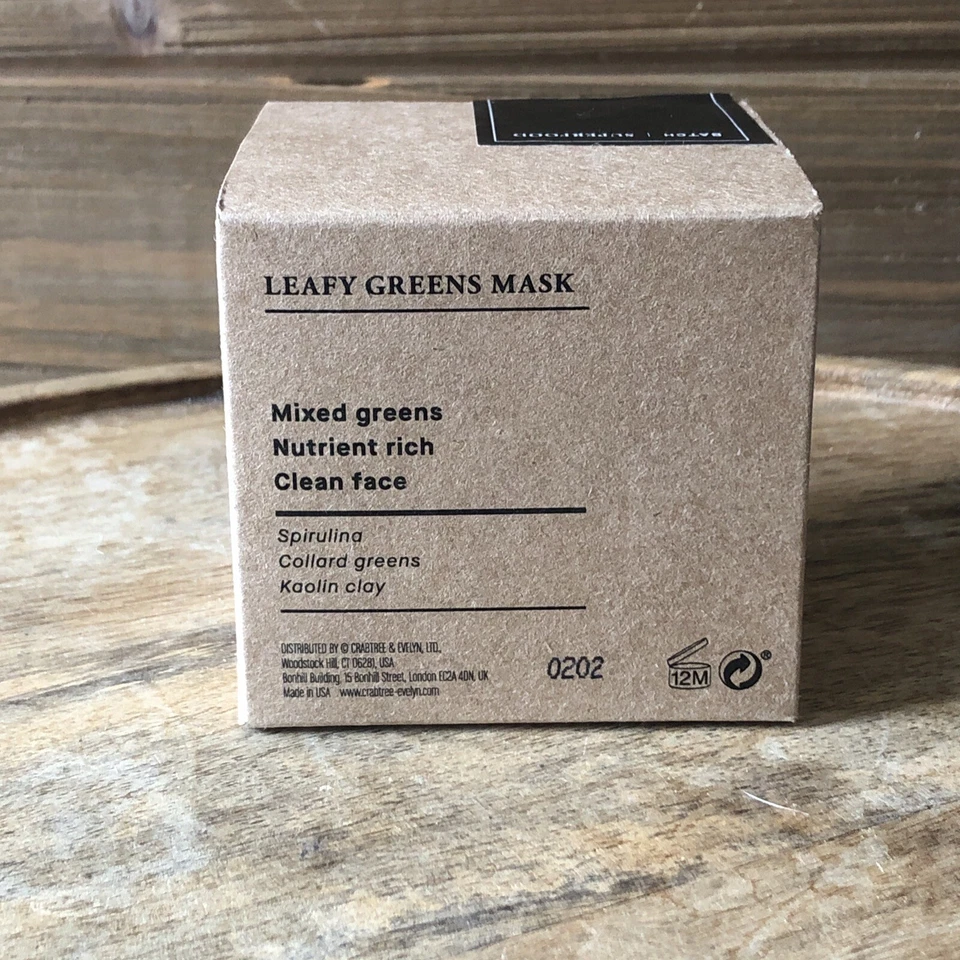 BATCH | SUPERFOOD
LEAFY GREENS MASK
Mixed greens
Nutrient rich
Clean face
Spirulina
Collard greens
Kaolin clay
DISTRIBUTED BY © CRABTREE & EVELYN, LTD.,
Woodstock Hill, CT 06281, USA
Bonhill Building, 15 Bonhill Street, London EC2A 4DN, UK
Made in USA www.crabtree-evelyn.com
0202
12M
®